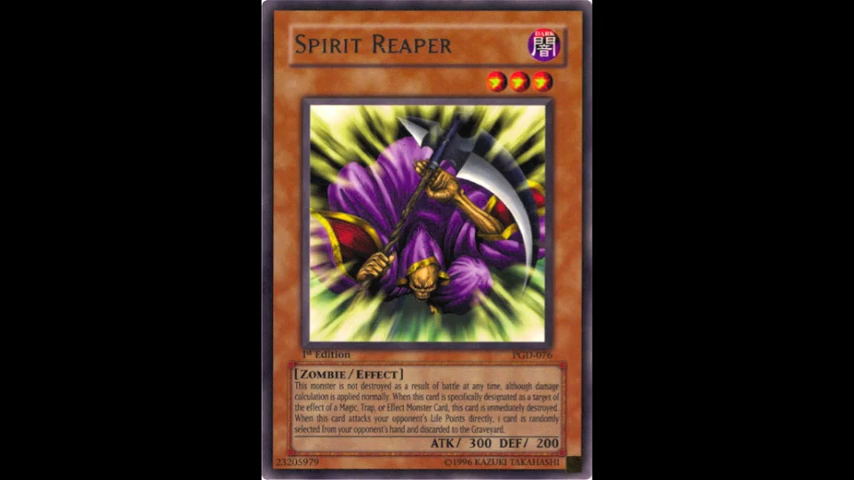 SPIRIT REAPER
DARK
闇
1st Edition
PGD-076
[ZOMBIE / EFFECT]
This monster is not destroyed as a result of battle at any time, although damage
calculation is applied normally. When this card is specifically designated as a target of
the effect of a Magic, Trap, or Effect Monster Card, this card is immediately destroyed.
When this card attacks your opponent's Life Points directly, 1 card is randomly
selected from your opponent's hand and discarded to the Graveyard.
ATK/ 300 DEF/ 200
23205979
©1996 KAZUKI TAKAHASHI